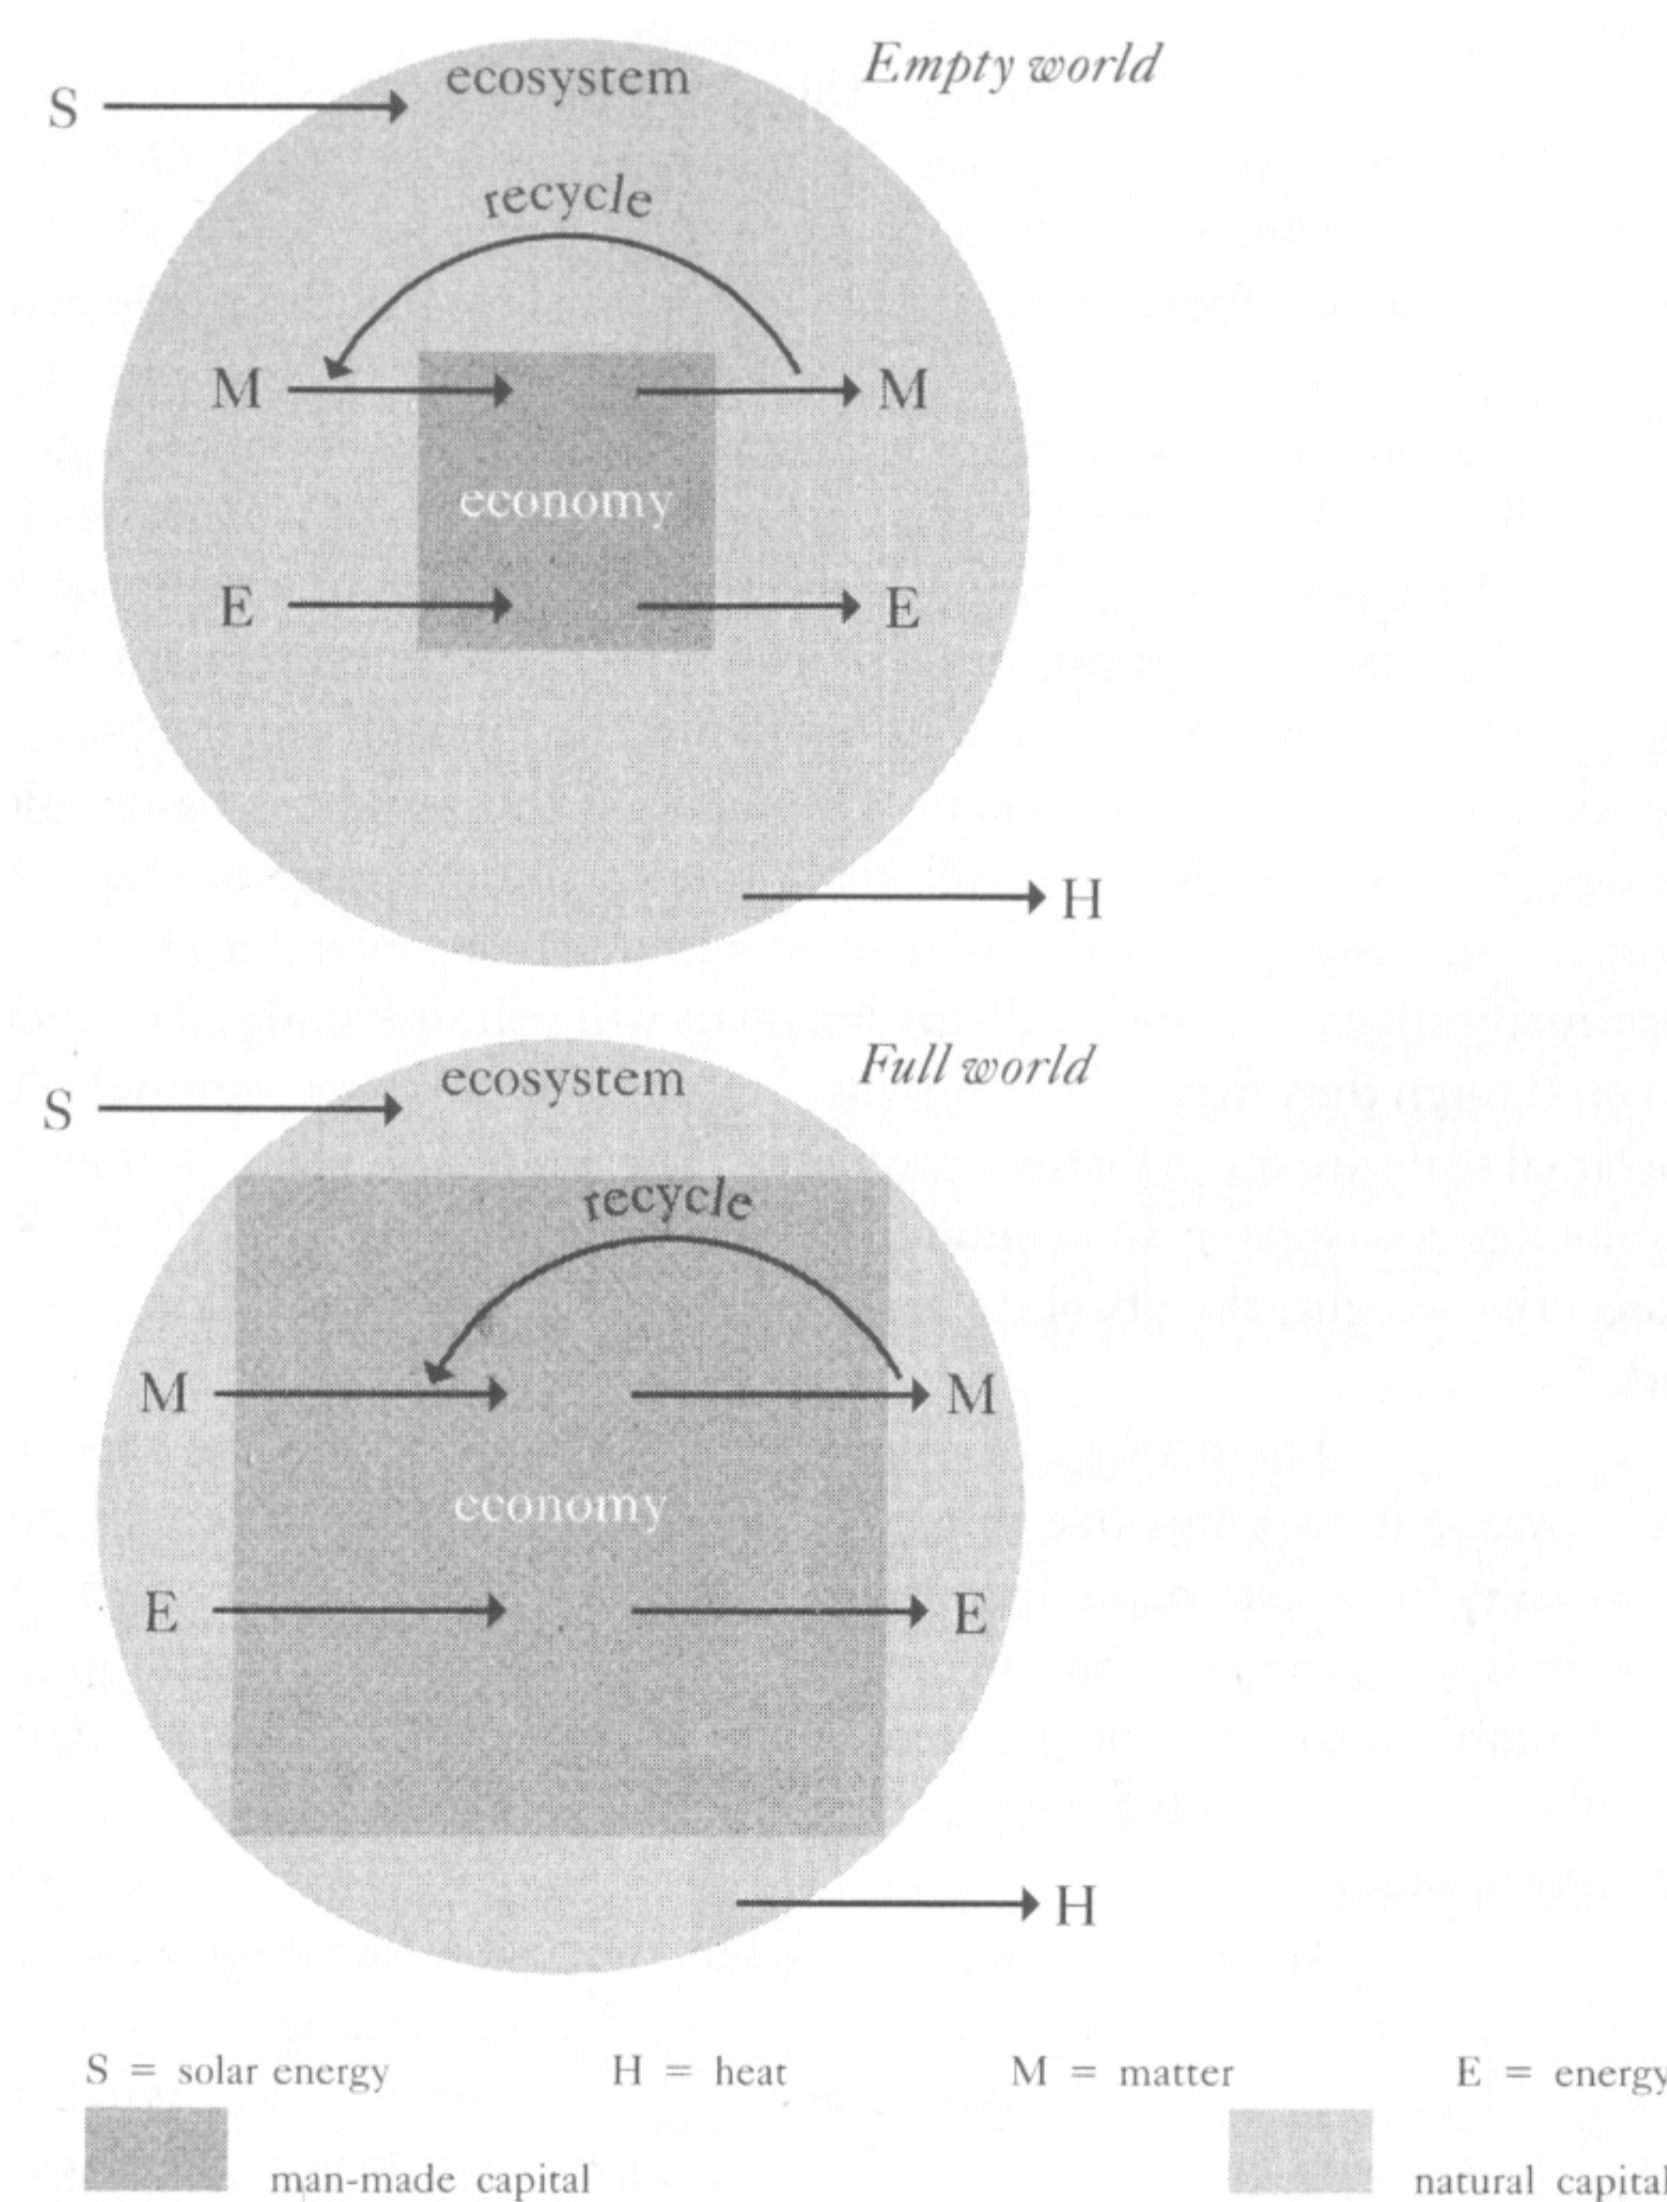 Empty world
ecosystem
S
recycle
M M
economy
E E
H
Full world
ecosystem
S
recycle
M M
economy
E E
H
S = solar energy H = heat M = matter E = energy
man-made capital natural capital